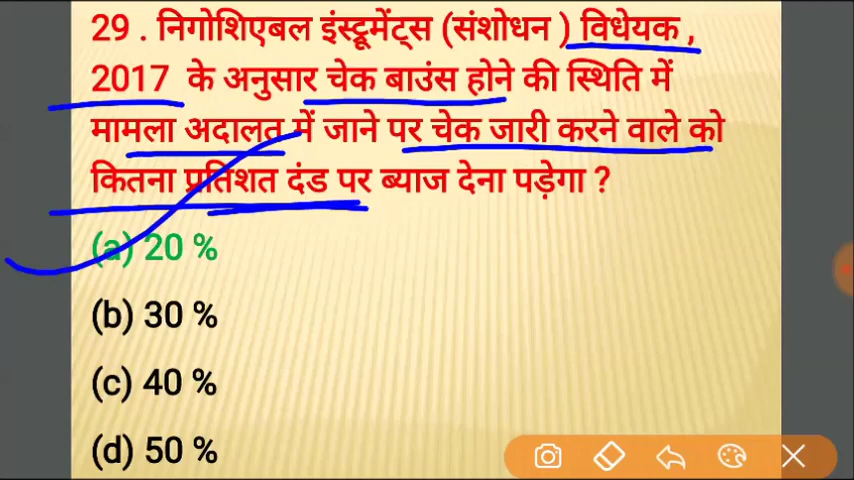 29 . निगोशिएबल इंस्ट्रूमेंट्स (संशोधन ) विधेयक ,
2017 के अनुसार चेक बाउंस होने की स्थिति में
मामला अदालत में जाने पर चेक जारी करने वाले को
कितना प्रतिशत दंड पर ब्याज देना पड़ेगा ?
(a) 20 %
(b) 30 %
(c) 40 %
(d) 50 %